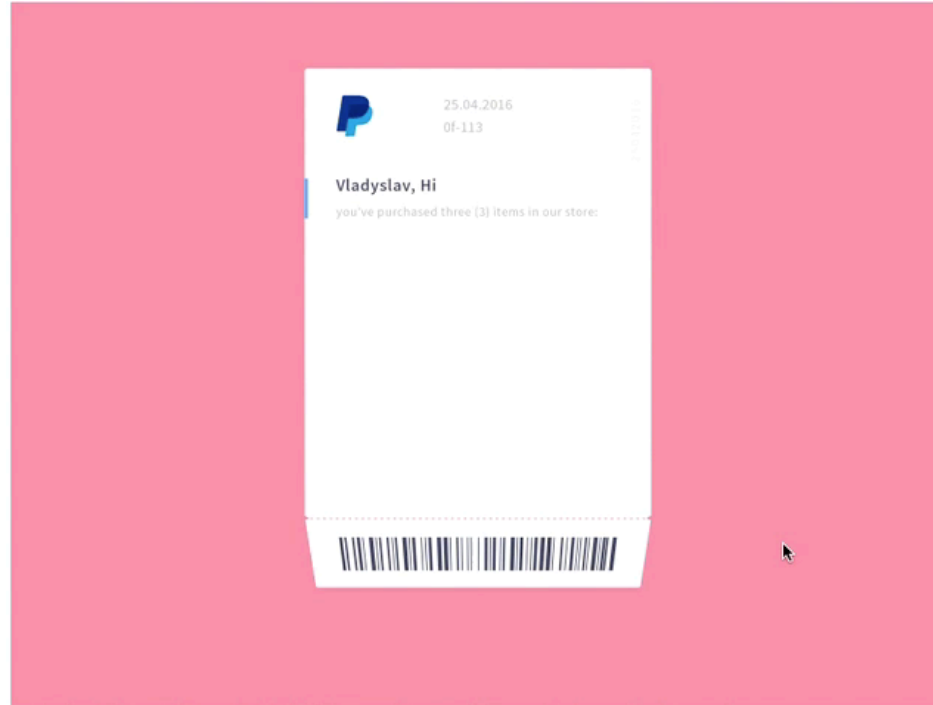 25.04.2016
0f-113
Vladyslav, Hi
you've purchased three (3) items in our store: